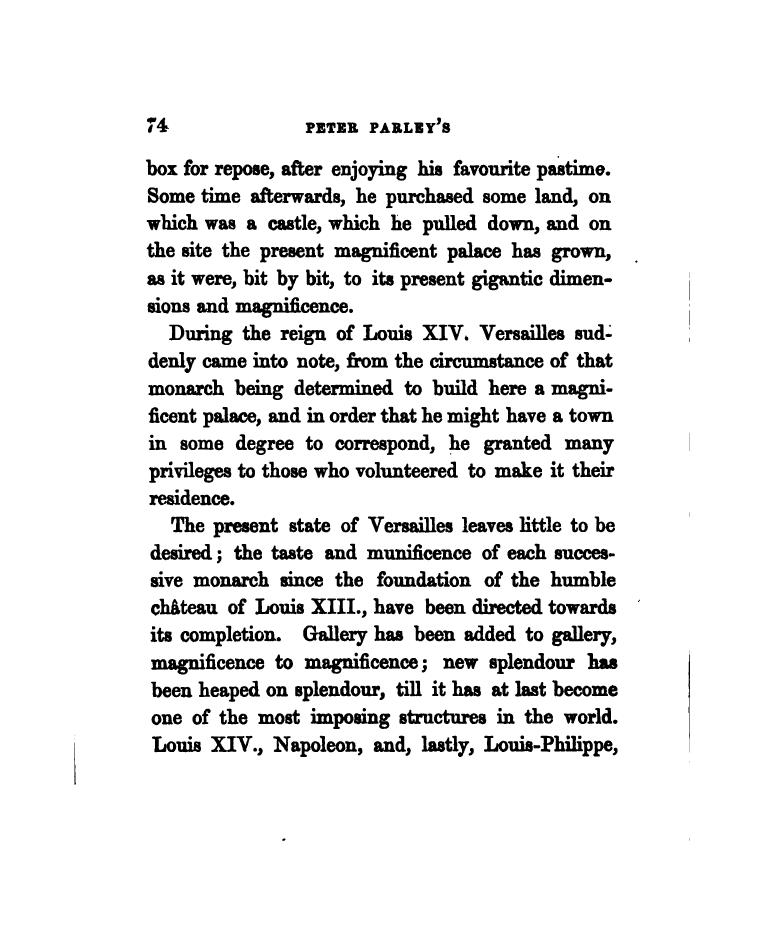 74 PETER PARLEY'S
box for repose, after enjoying his favourite pastime.
Some time afterwards, he purchased some land, on
which was a castle, which he pulled down, and on
the site the present magnificent palace has grown,
as it were, bit by bit, to its present gigantic dimen-
sions and magnificence.
During the reign of Louis XIV. Versailles sud-
denly came into note, from the circumstance of that
monarch being determined to build here a magni-
ficent palace, and in order that he might have a town
in some degree to correspond, he granted many
privileges to those who volunteered to make it their
residence.
The present state of Versailles leaves little to be
desired; the taste and munificence of each succes-
sive monarch since the foundation of the humble
château of Louis XIII., have been directed towards
its completion. Gallery has been added to gallery,
magnificence to magnificence; new splendour has
been heaped on splendour, till it has at last become
one of the most imposing structures in the world.
Louis XIV., Napoleon, and, lastly, Louis-Philippe,